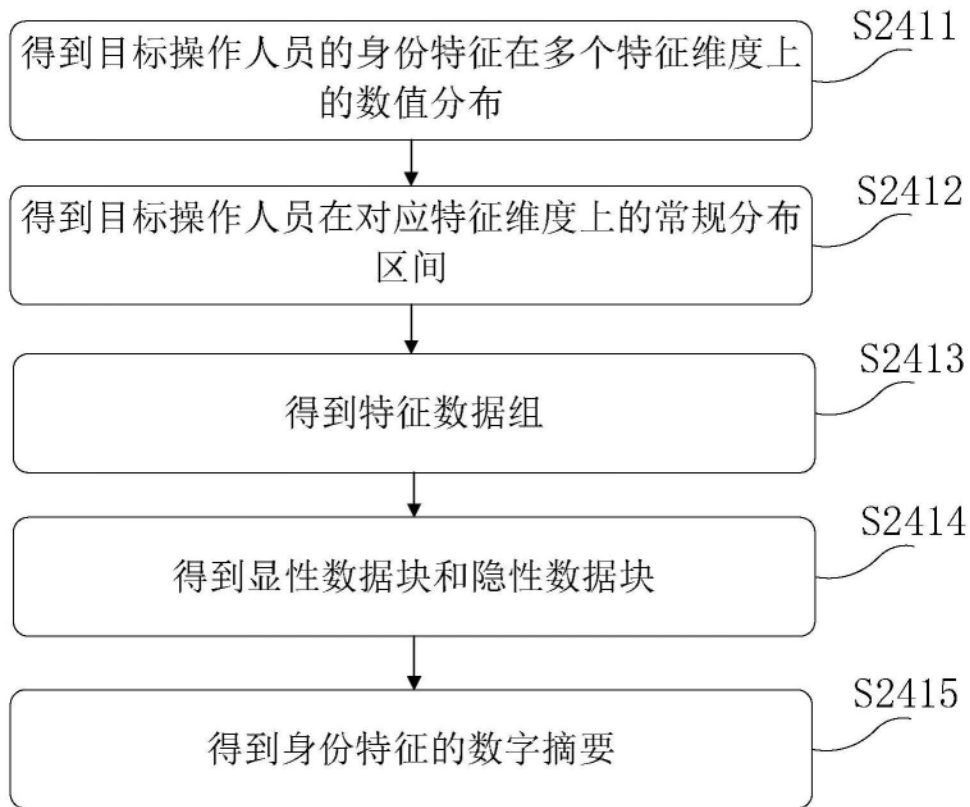 S2411
得到目标操作人员的身份特征在多个特征维度上
的数值分布
S2412
得到目标操作人员在对应特征维度上的常规分布
区间
S2413
得到特征数据组
S2414
得到显性数据块和隐性数据块
S2415
得到身份特征的数字摘要